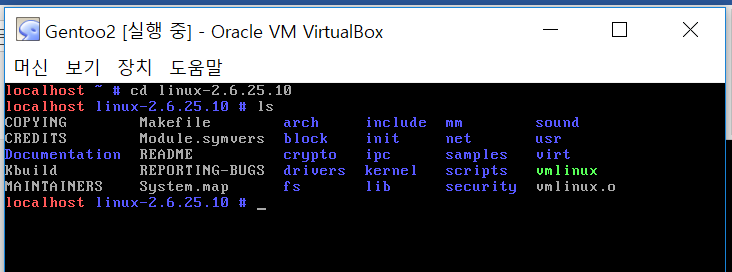 Gentoo2 [실행 중] - Oracle VM VirtualBox
머신 보기 장치 도움말
localhost ~ # cd linux-2.6.25.10
localhost linux-2.6.25.10 # ls
COPYING Makefile arch include mm sound
CREDITS Module.symvers block init net usr
Documentation README crypto ipc samples virt
Kbuild REPORTING-BUGS drivers kernel scripts vmlinux
MAINTAINERS System.map fs lib security vmlinux.o
localhost linux-2.6.25.10 # _